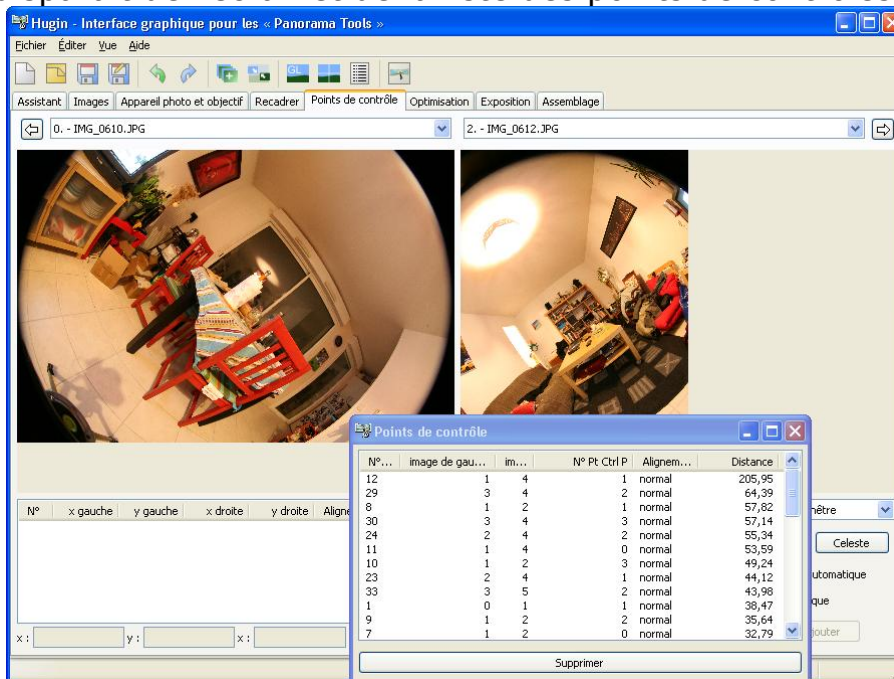 Hugin - Interface graphique pour les « Panorama Tools »
Fichier Éditer Vue Aide
GL
Assistant Images Appareil photo et objectif Recadrer Points de contrôle Optimisation Exposition Assemblage
0. - IMG_0610.JPG 2. - IMG_0612.JPG
Points de contrôle
N°... image de gau... im... N° Pt Ctrl P Alignem... Distance
12 1 4 1 normal 205,95
29 3 4 2 normal 64,39
8 1 2 1 normal 57,82
30 3 4 3 normal 57,14
24 2 4 2 normal 55,34
11 1 4 0 normal 53,59
10 1 2 3 normal 49,24
23 2 4 1 normal 44,12
33 3 5 2 normal 43,98
1 0 1 1 normal 38,47
9 1 2 2 normal 35,64
7 1 2 0 normal 32,79
Supprimer
N° x gauche y gauche x droite y droite Aligne
nêtre
Celeste
utomatique
que
jouter
x : y : x :